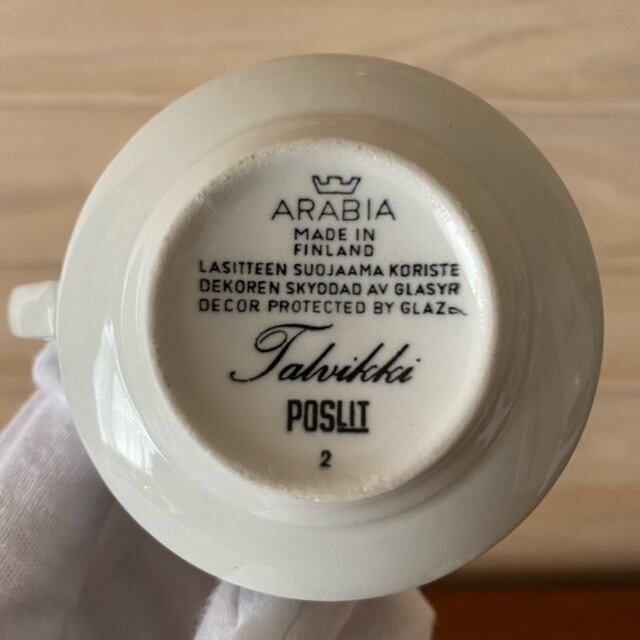 ARABIA
MADE IN
FINLAND
LASITTEEN SUOJAAMA KORISTE
DEKOREN SKYDDAD AV GLASYR
DECOR PROTECTED BY GLAZE
Talvikki
POSLIT
2